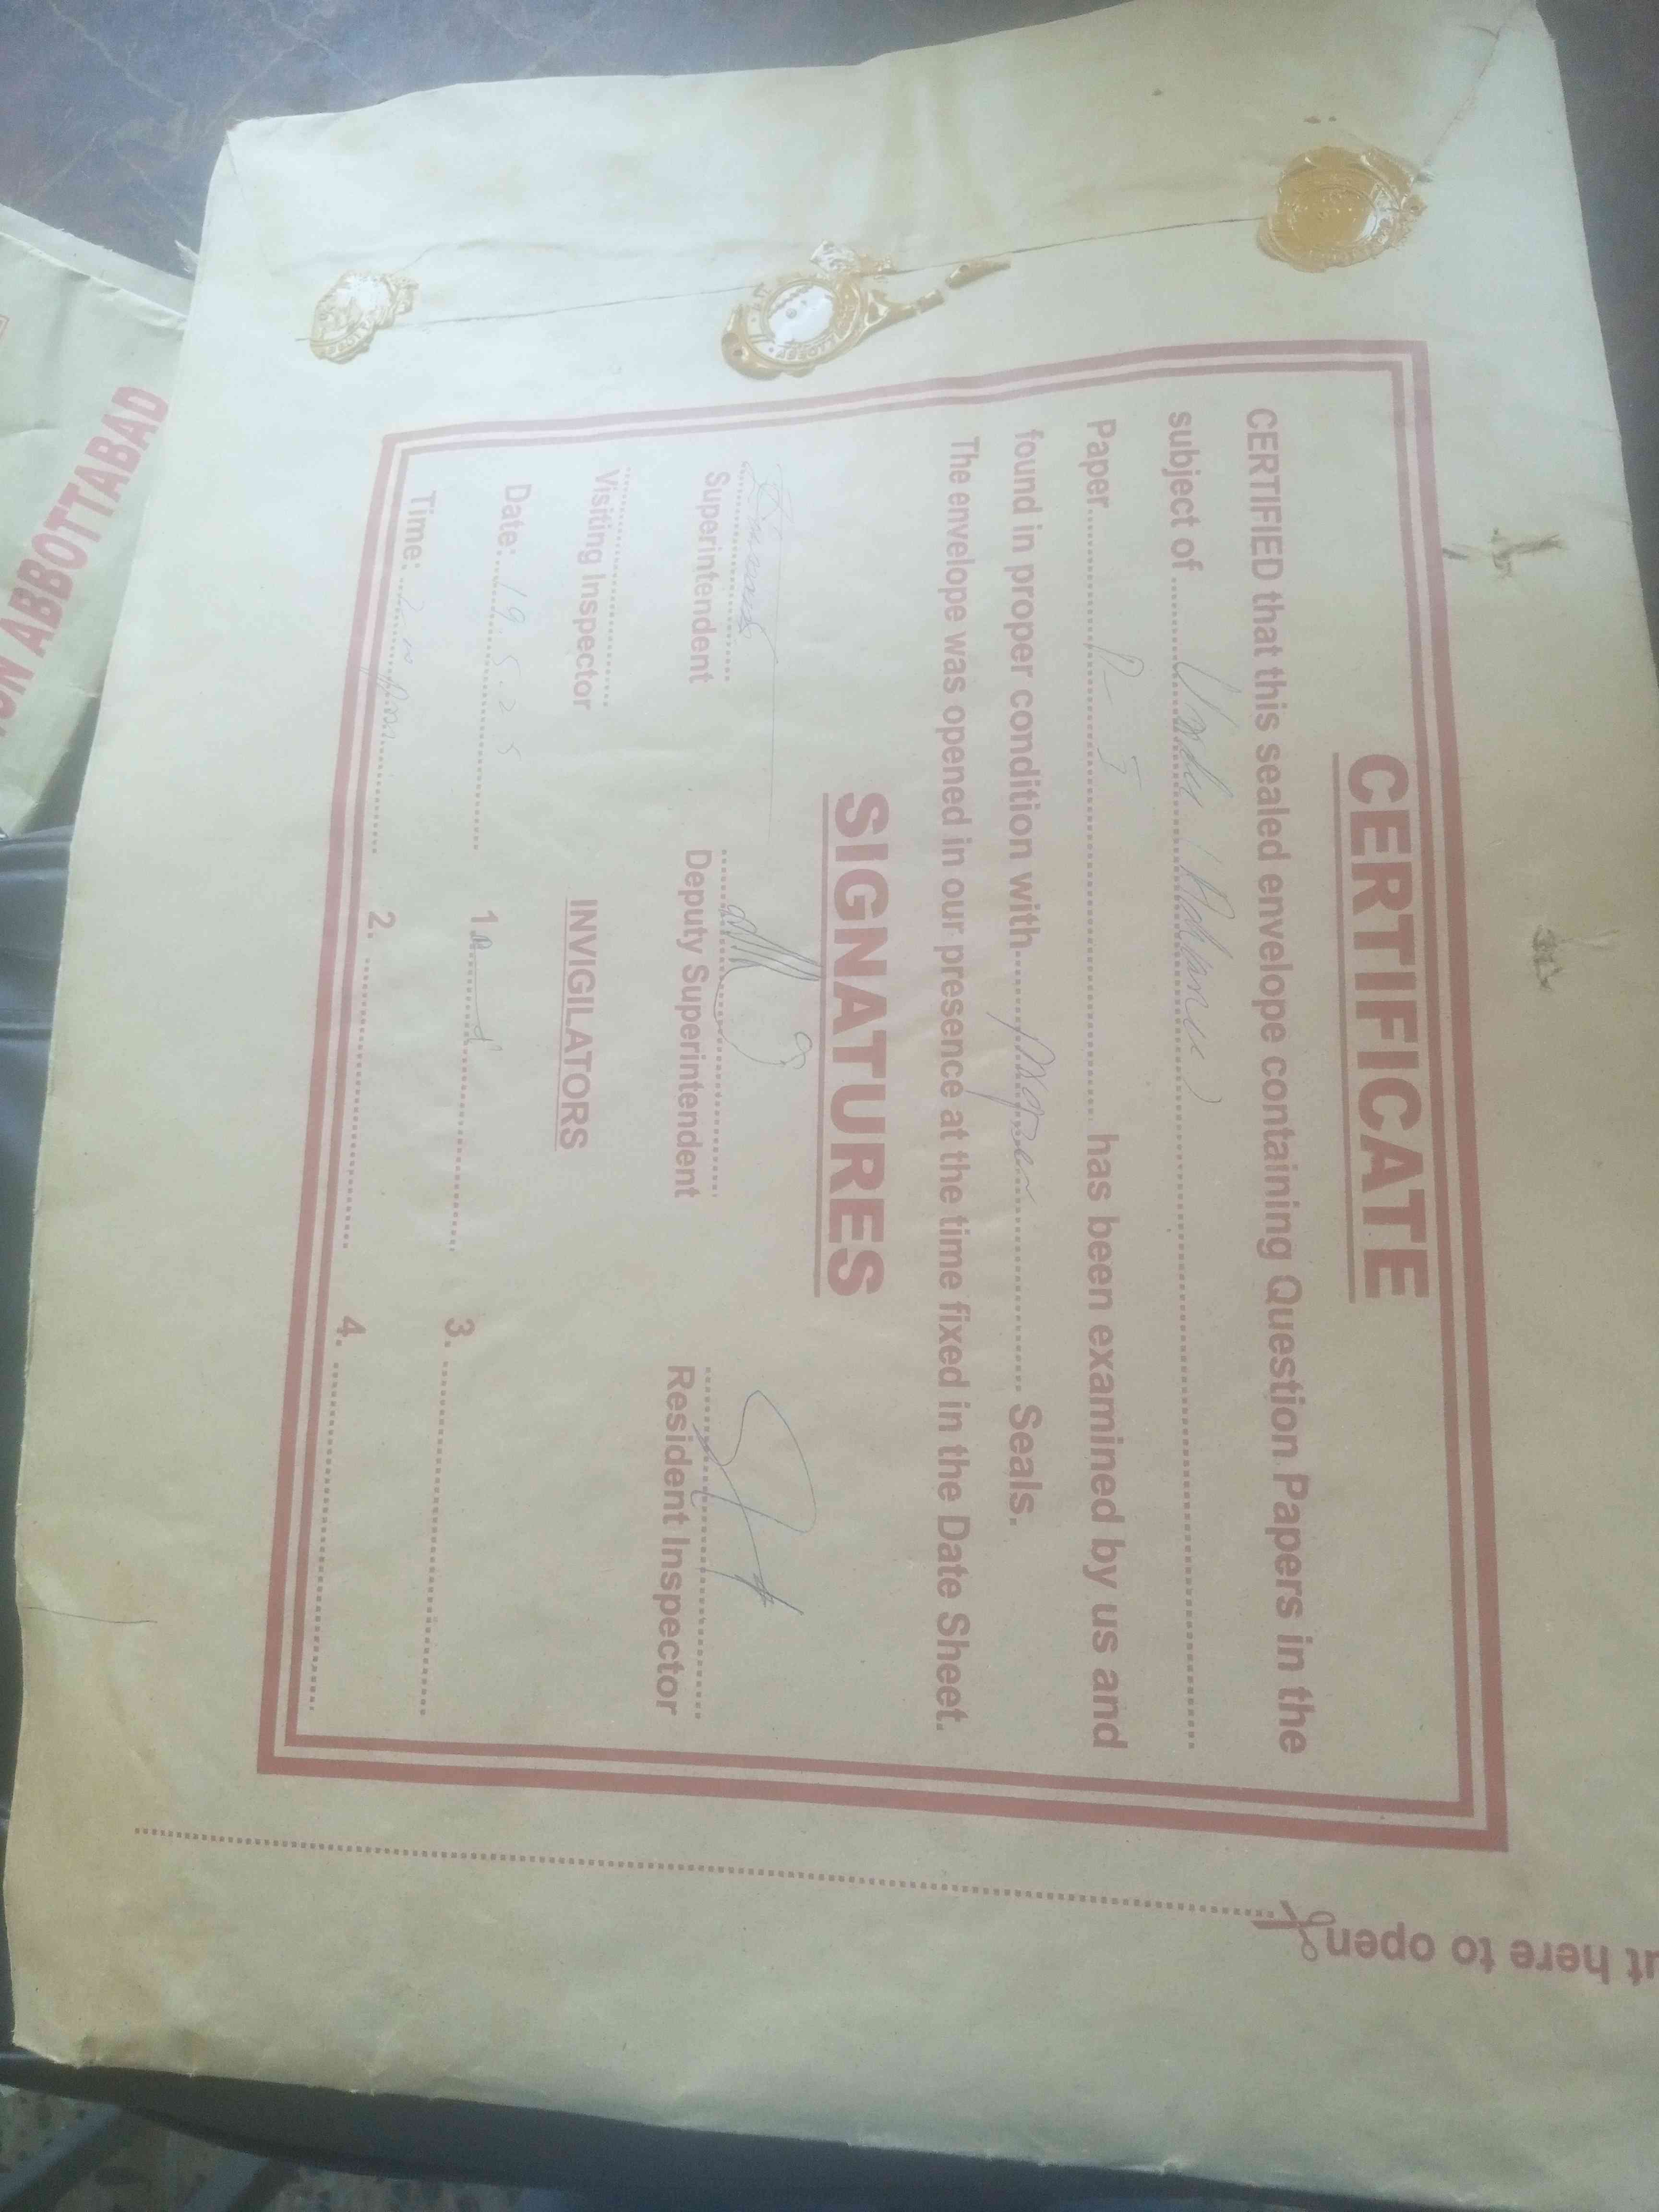 CERTIFICATE
CERTIFIED that this sealed envelope containing Question Papers in the
subject of ........ Urdu (Advance) ........
Paper........ P- I ........ has been examined by us and
found in proper condition with........ Seals.
The envelope was opened in our presence at the time fixed in the Date Sheet.
SIGNATURES
Superintendent Deputy Superintendent Resident Inspector
Visiting Inspector
INVIGILATORS
Date: 19 5.25 1. 3.
Time: 2. 4.
ut here to open
ON ABBOTTABAD